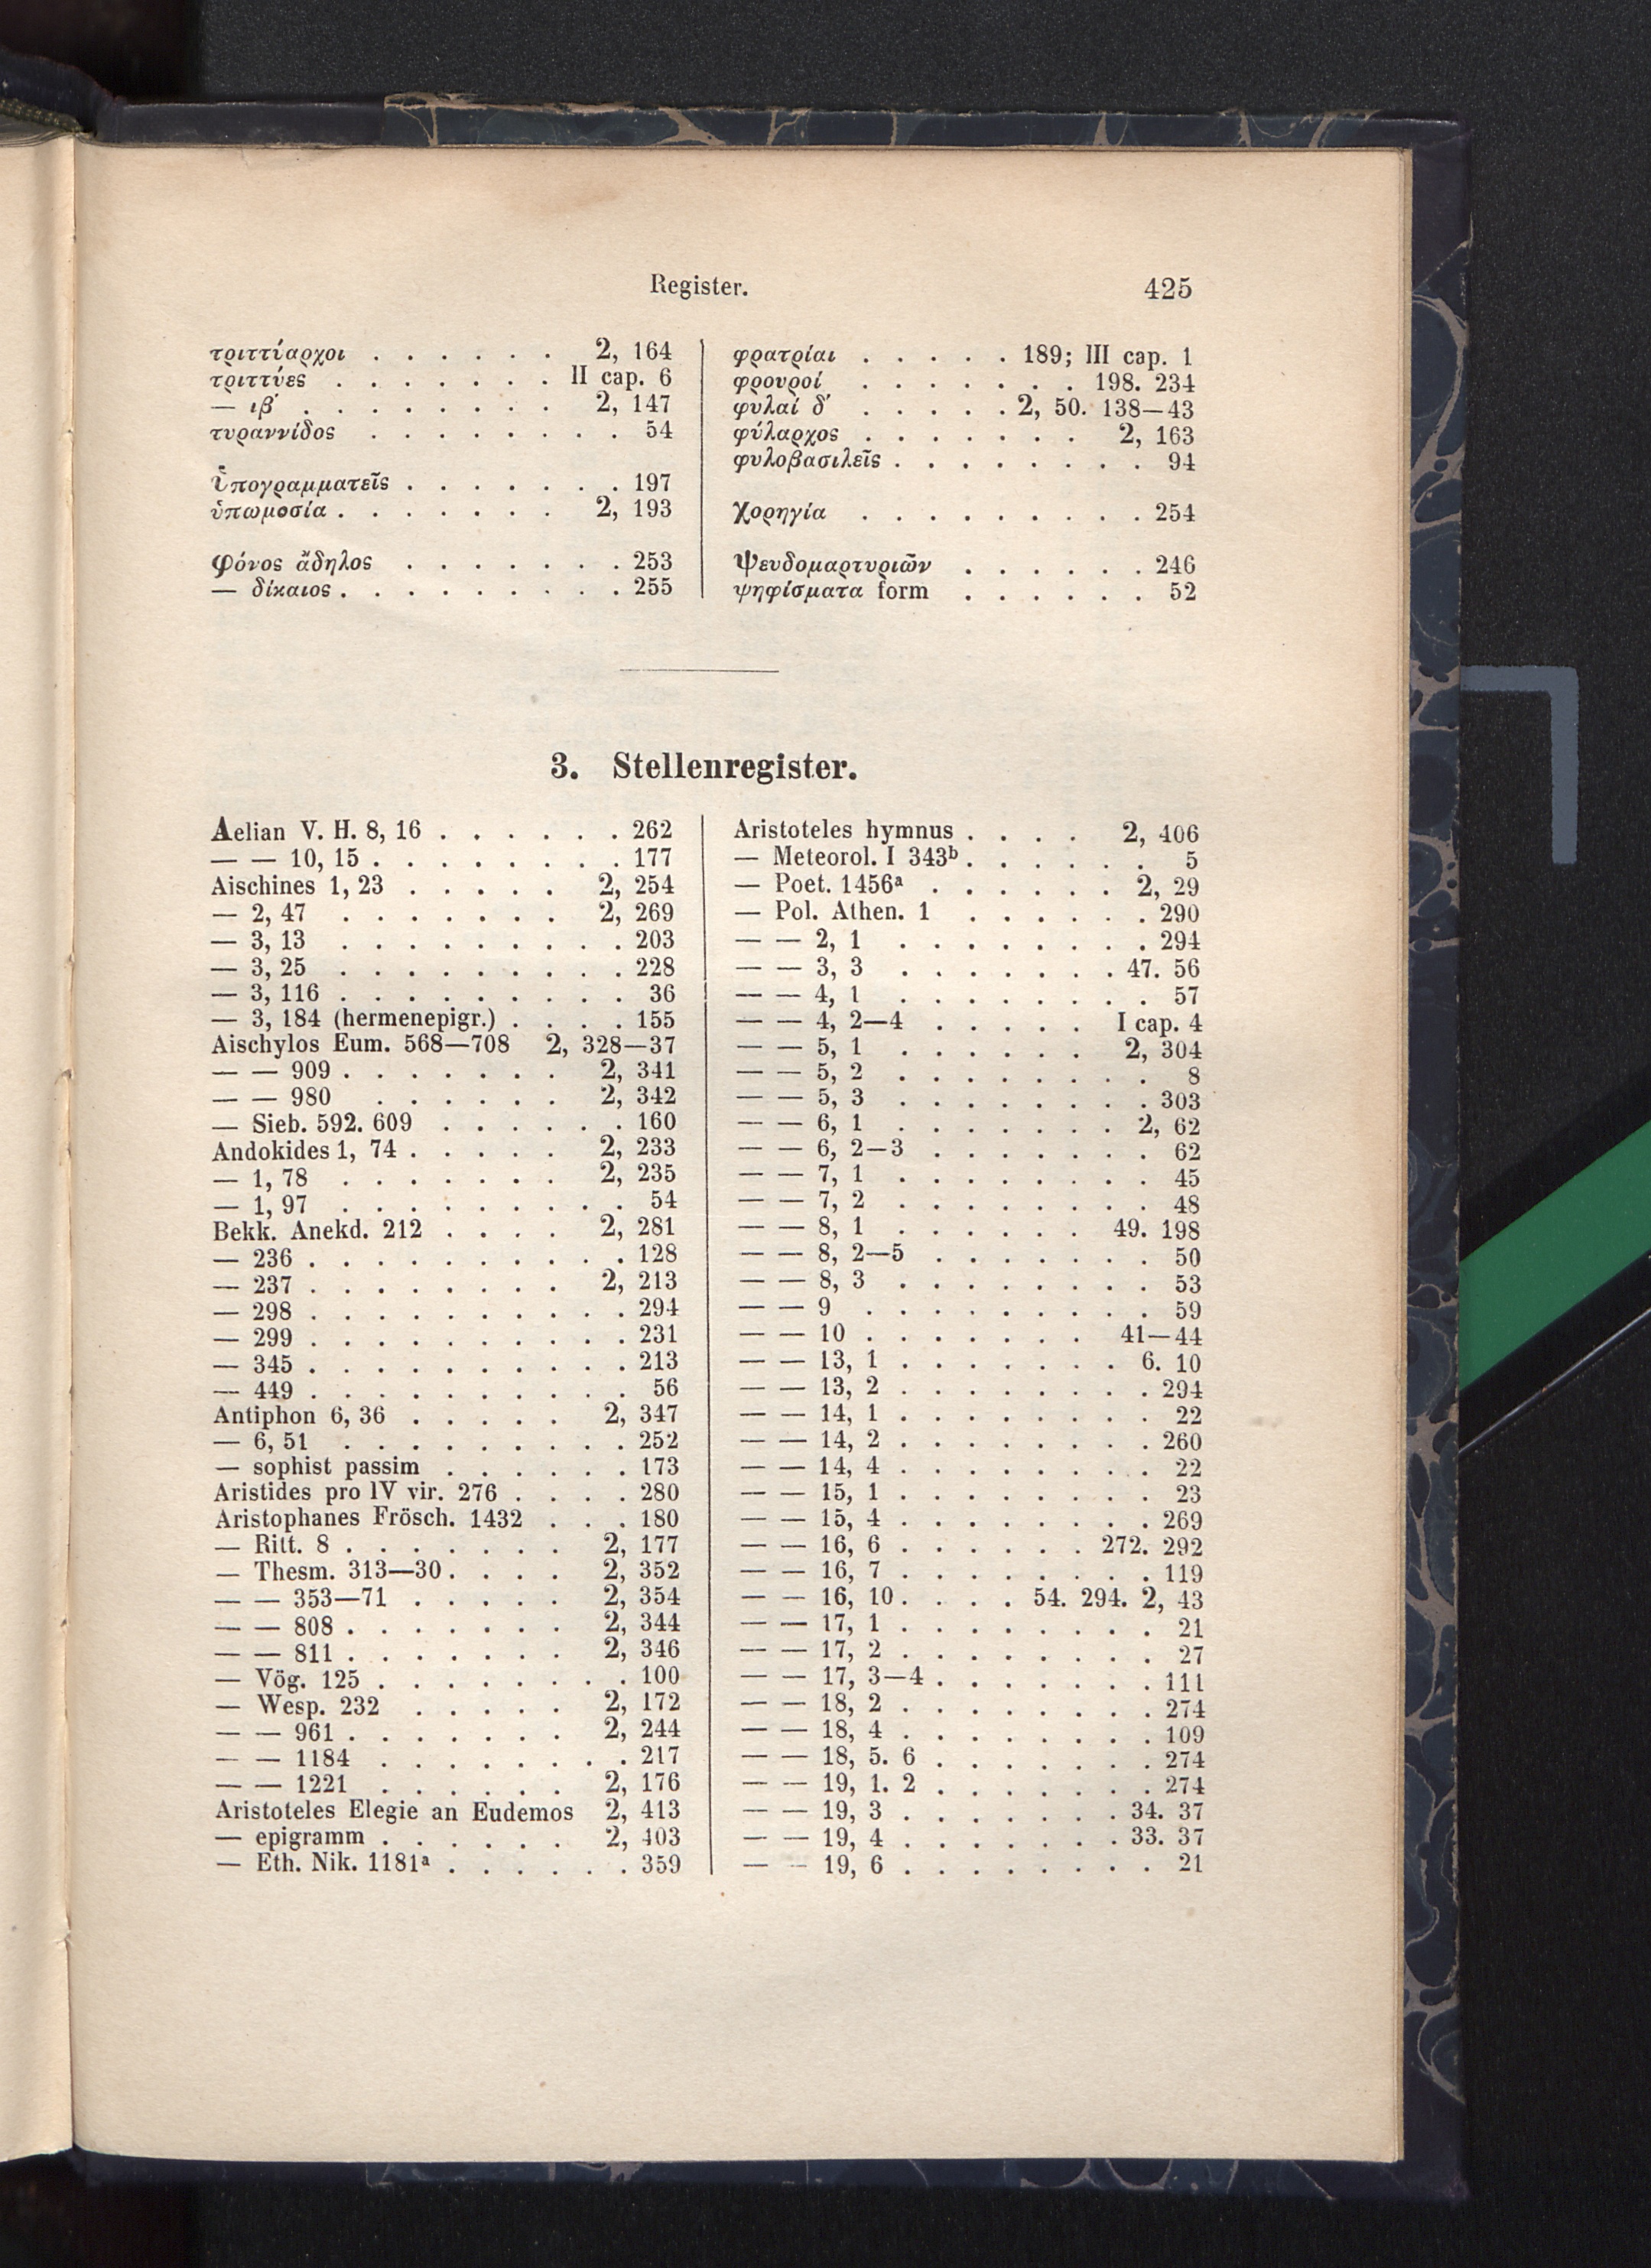 Register. 425
τριττύαρχοι . . . . . . 2, 164
τριττύες . . . . . . . II cap. 6
— ιβ′ . . . . . . . . 2, 147
τυραννίδος . . . . . . . . 54
ὑπογραμματεῖς . . . . . . . 197
ὑπωμοσία . . . . . . . 2, 193
φόνος ἄδηλος . . . . . . . 253
— δίκαιος . . . . . . . . . 255
φρατρίαι . . . . . 189; III cap. 1
φρουροί . . . . . . . 198. 234
φυλαί δ′ . . . . . 2, 50. 138—43
φύλαρχος . . . . . . . 2, 163
φυλοβασιλεῖς . . . . . . . . 94
χορηγία . . . . . . . . . 254
ψευδομαρτυριῶν . . . . . . 246
ψηφίσματα form . . . . . . 52
3. Stellenregister.
Aelian V. H. 8, 16 . . . . . . 262
— — 10, 15 . . . . . . . . 177
Aischines 1, 23 . . . . . 2, 254
— 2, 47 . . . . . . . 2, 269
— 3, 13 . . . . . . . . . 203
— 3, 25 . . . . . . . . . 228
— 3, 116 . . . . . . . . . 36
— 3, 184 (hermenepigr.) . . . . 155
Aischylos Eum. 568—708 2, 328—37
— — 909 . . . . . . . 2, 341
— — 980 . . . . . . 2, 342
— Sieb. 592. 609 . . . . . . 160
Andokides 1, 74 . . . . . 2, 233
— 1, 78 . . . . . . . 2, 235
— 1, 97 . . . . . . . . . 54
Bekk. Anekd. 212 . . . . 2, 281
— 236 . . . . . . . . . . 128
— 237 . . . . . . . . 2, 213
— 298 . . . . . . . . . . 294
— 299 . . . . . . . . . . 231
— 345 . . . . . . . . . . 213
— 449 . . . . . . . . . . 56
Antiphon 6, 36 . . . . . 2, 347
— 6, 51 . . . . . . . . . 252
— sophist passim . . . . . . 173
Aristides pro IV vir. 276 . . . . 280
Aristophanes Frösch. 1432 . . . 180
— Ritt. 8 . . . . . . . 2, 177
— Thesm. 313—30 . . . . 2, 352
— — 353—71 . . . . . 2, 354
— — 808 . . . . . . . 2, 344
— — 811 . . . . . . . 2, 346
— Vög. 125 . . . . . . . . 100
— Wesp. 232 . . . . . 2, 172
— — 961 . . . . . . . 2, 244
— — 1184 . . . . . . . . 217
— — 1221 . . . . . . 2, 176
Aristoteles Elegie an Eudemos 2, 413
— epigramm . . . . . . 2, 403
— Eth. Nik. 1181ᵃ . . . . . . 359
Aristoteles hymnus . . . . 2, 406
— Meteorol. I 343ᵇ . . . . . . 5
— Poet. 1456ᵃ . . . . . . 2, 29
— Pol. Athen. 1 . . . . . . 290
— — 2, 1 . . . . . . . . 294
— — 3, 3 . . . . . . . 47. 56
— — 4, 1 . . . . . . . . 57
— — 4, 2—4 . . . . . I cap. 4
— — 5, 1 . . . . . . 2, 304
— — 5, 2 . . . . . . . . 8
— — 5, 3 . . . . . . . . 303
— — 6, 1 . . . . . . . 2, 62
— — 6, 2—3 . . . . . . . 62
— — 7, 1 . . . . . . . . 45
— — 7, 2 . . . . . . . . 48
— — 8, 1 . . . . . . 49. 198
— — 8, 2—5 . . . . . . . 50
— — 8, 3 . . . . . . . . 53
— — 9 . . . . . . . . . 59
— — 10 . . . . . . . 41—44
— — 13, 1 . . . . . . . 6. 10
— — 13, 2 . . . . . . . . 294
— — 14, 1 . . . . . . . . 22
— — 14, 2 . . . . . . . . 260
— — 14, 4 . . . . . . . . 22
— — 15, 1 . . . . . . . . 23
— — 15, 4 . . . . . . . . 269
— — 16, 6 . . . . . . 272. 292
— — 16, 7 . . . . . . . . 119
— — 16, 10 . . . . 54. 294. 2, 43
— — 17, 1 . . . . . . . . 21
— — 17, 2 . . . . . . . . 27
— — 17, 3—4 . . . . . . . 111
— — 18, 2 . . . . . . . . 274
— — 18, 4 . . . . . . . . 109
— — 18, 5. 6 . . . . . . . 274
— — 19, 1. 2 . . . . . . . 274
— — 19, 3 . . . . . . . 34. 37
— — 19, 4 . . . . . . . 33. 37
— — 19, 6 . . . . . . . . 21